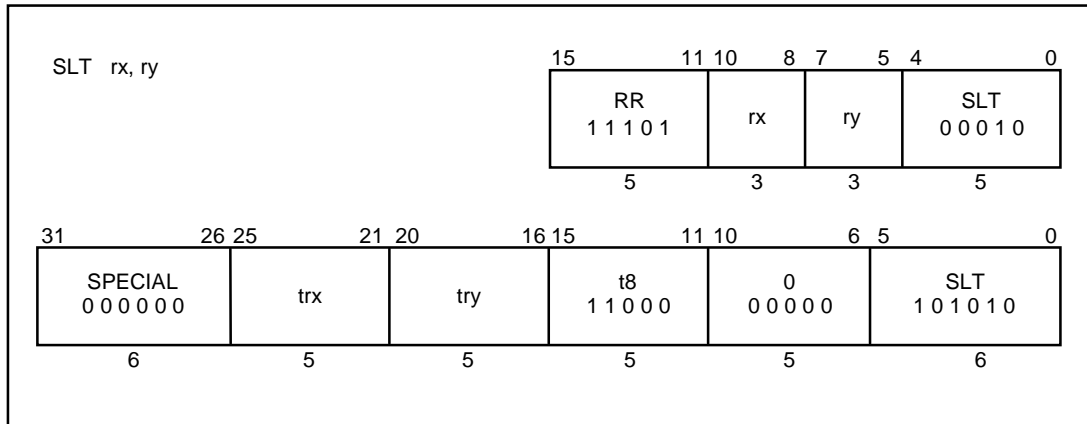 SLT rx, ry
15 11 10 8 7 5 4 0
RR rx ry SLT
1 1 1 0 1 0 0 0 1 0
5 3 3 5
31 26 25 21 20 16 15 11 10 6 5 0
SPECIAL trx try t8 0 SLT
0 0 0 0 0 0 1 1 0 0 0 0 0 0 0 0 1 0 1 0 1 0
6 5 5 5 5 6